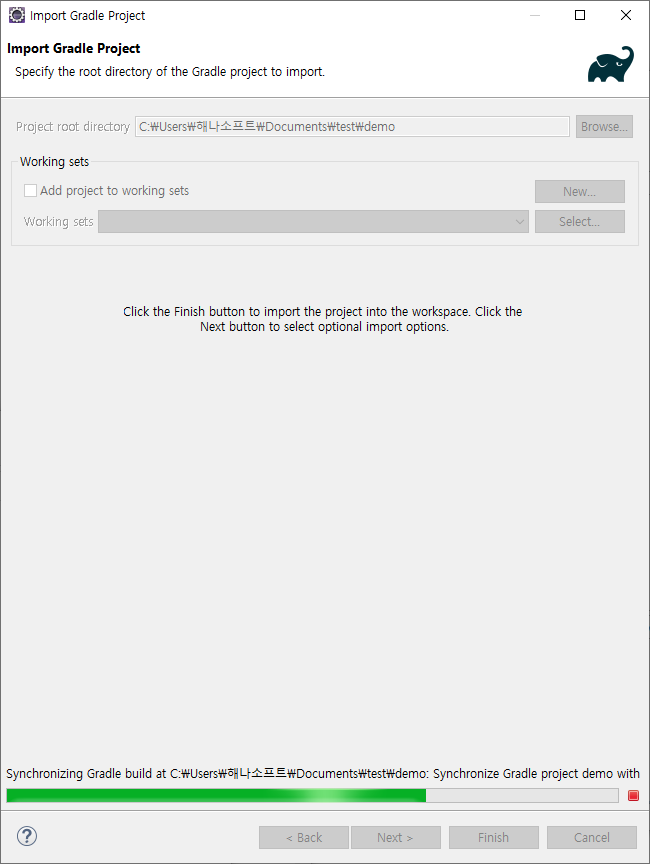 Import Gradle Project
Import Gradle Project
Specify the root directory of the Gradle project to import.
Project root directory C:₩Users₩해나소프트₩Documents₩test₩demo Browse...
Working sets
Add project to working sets New...
Working sets Select...
Click the Finish button to import the project into the workspace. Click the
Next button to select optional import options.
Synchronizing Gradle build at C:₩Users₩해나소프트₩Documents₩test₩demo: Synchronize Gradle project demo with
? < Back Next > Finish Cancel